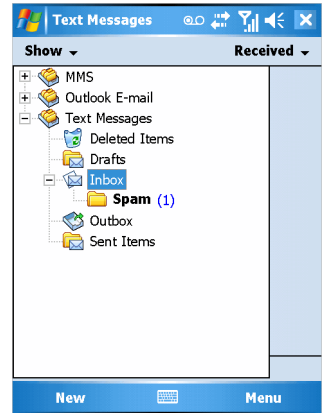 Text Messages
Show Received
MMS
Outlook E-mail
Text Messages
Deleted Items
Drafts
Inbox
Spam (1)
Outbox
Sent Items
New Menu